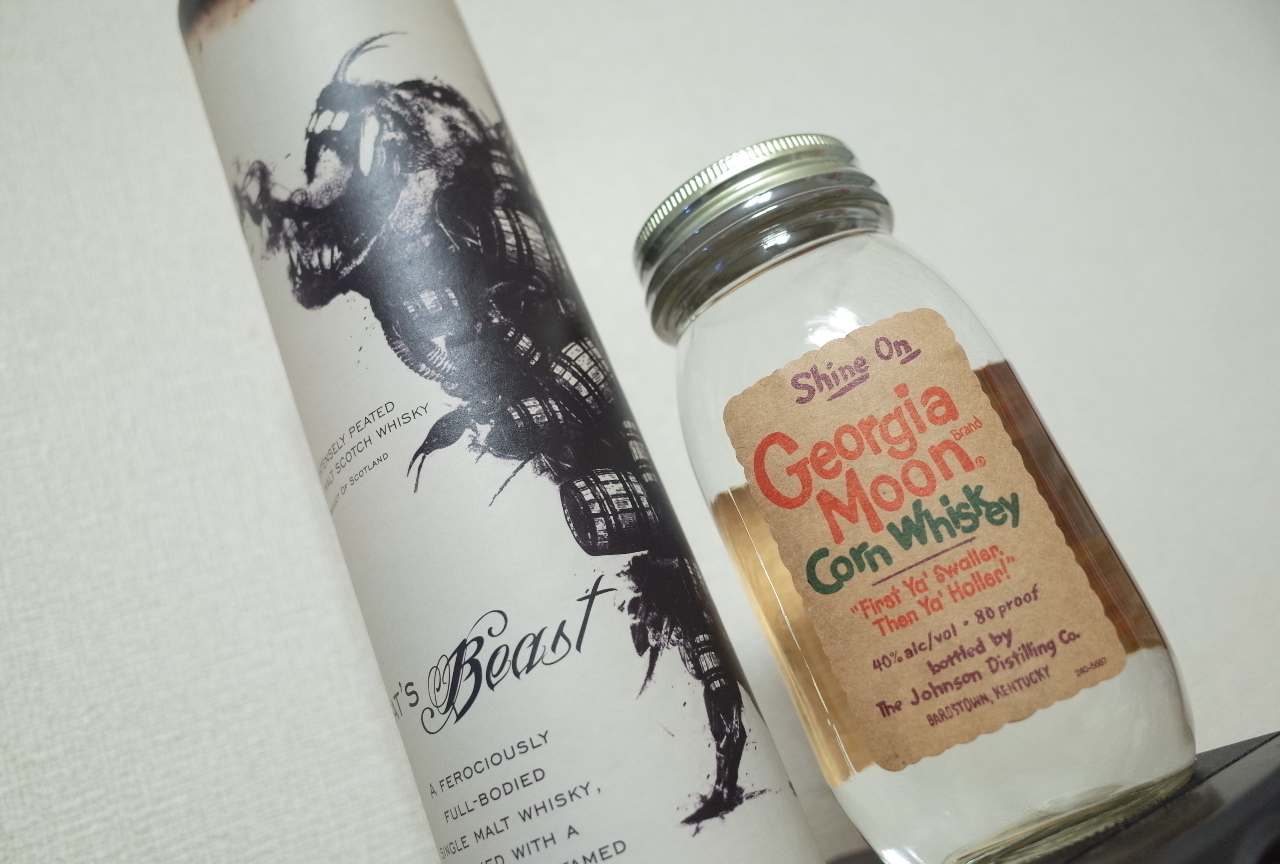 PEATED
MALT SCOTCH WHISKY
OF SCOTLAND
Beast
A FEROCIOUSLY
FULL-BODIED
SINGLE MALT WHISKY,
WITH A
Shine On
Georgia
Moon Brand ®
Corn Whiskey
"First Ya' Swaller,
Then Ya' Holler!"
40% alc/vol • 80 proof
bottled by
The Johnson Distilling Co.
BARDSTOWN, KENTUCKY